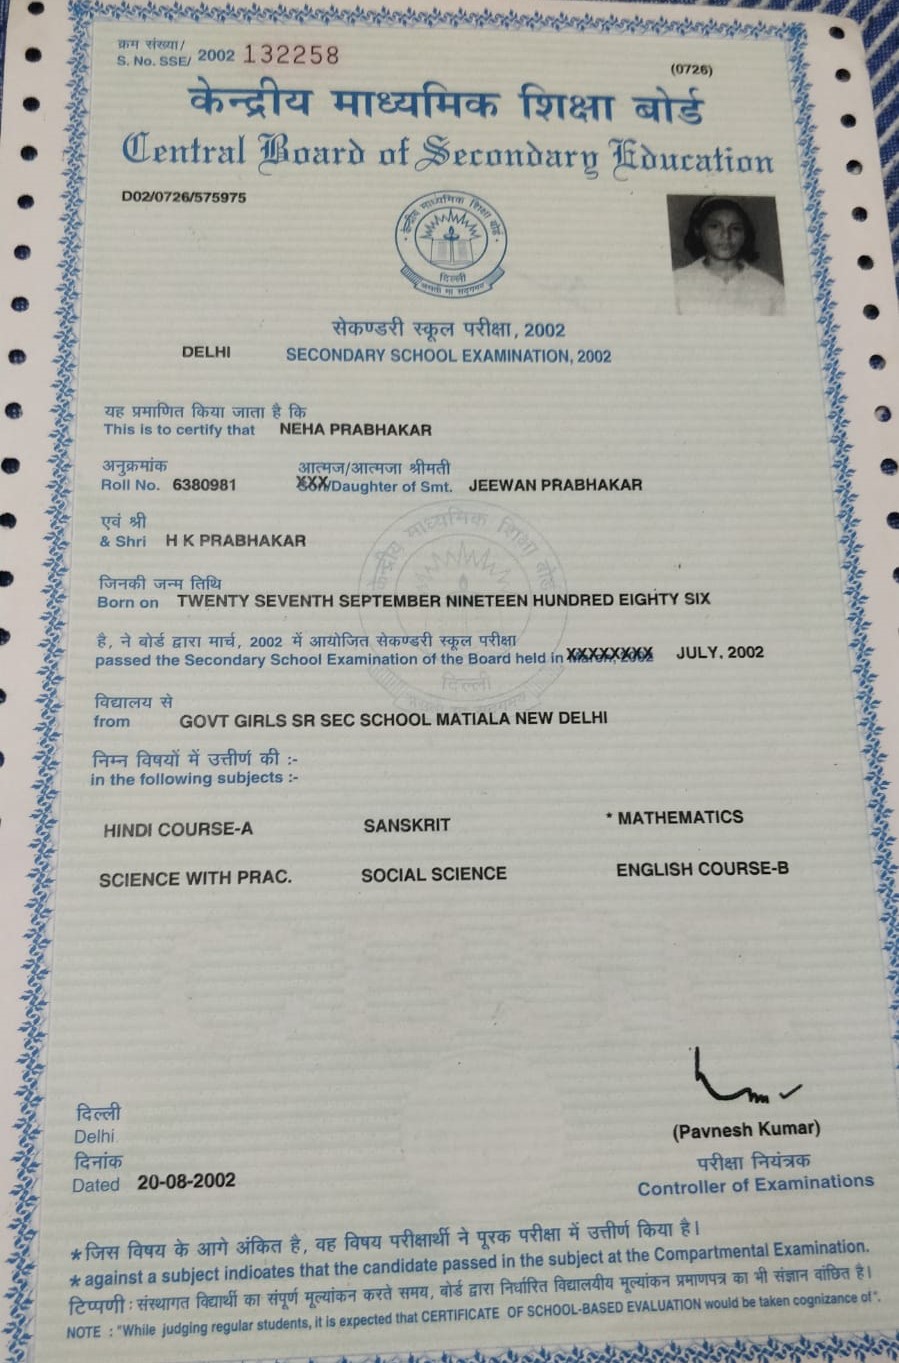 क्रम संख्या/
S. No. SSE/ 2002 132258
(0726)
केन्द्रीय माध्यमिक शिक्षा बोर्ड
Central Board of Secondary Education
D02/0726/575975
केन्द्रीय माध्यमिक शिक्षा बोर्ड
दिल्ली
सेकण्डरी स्कूल परीक्षा, 2002
DELHI SECONDARY SCHOOL EXAMINATION, 2002
यह प्रमाणित किया जाता है कि
This is to certify that NEHA PRABHAKAR
अनुक्रमांक आत्मज/आत्मजा श्रीमती
Roll No. 6380981 Son/Daughter of Smt. JEEWAN PRABHAKAR
एवं श्री
& Shri H K PRABHAKAR
जिनकी जन्म तिथि
Born on TWENTY SEVENTH SEPTEMBER NINETEEN HUNDRED EIGHTY SIX
है, ने बोर्ड द्वारा मार्च, 2002 में आयोजित सेकण्डरी स्कूल परीक्षा
passed the Secondary School Examination of the Board held in March, 2002 JULY, 2002
विद्यालय से
from GOVT GIRLS SR SEC SCHOOL MATIALA NEW DELHI
निम्न विषयों में उत्तीर्ण की :-
in the following subjects :-
HINDI COURSE-A SANSKRIT * MATHEMATICS
SCIENCE WITH PRAC. SOCIAL SCIENCE ENGLISH COURSE-B
दिल्ली
Delhi
(Pavnesh Kumar)
दिनांक परीक्षा नियंत्रक
Dated 20-08-2002 Controller of Examinations
*जिस विषय के आगे अंकित है, वह विषय परीक्षार्थी ने पूरक परीक्षा में उत्तीर्ण किया है।
* against a subject indicates that the candidate passed in the subject at the Compartmental Examination.
टिप्पणी : संस्थागत विद्यार्थी का संपूर्ण मूल्यांकन करते समय, बोर्ड द्वारा निर्धारित विद्यालयीय मूल्यांकन प्रमाणपत्र का भी संज्ञान वांछित है।
NOTE : "While judging regular students, it is expected that CERTIFICATE OF SCHOOL-BASED EVALUATION would be taken cognizance of".